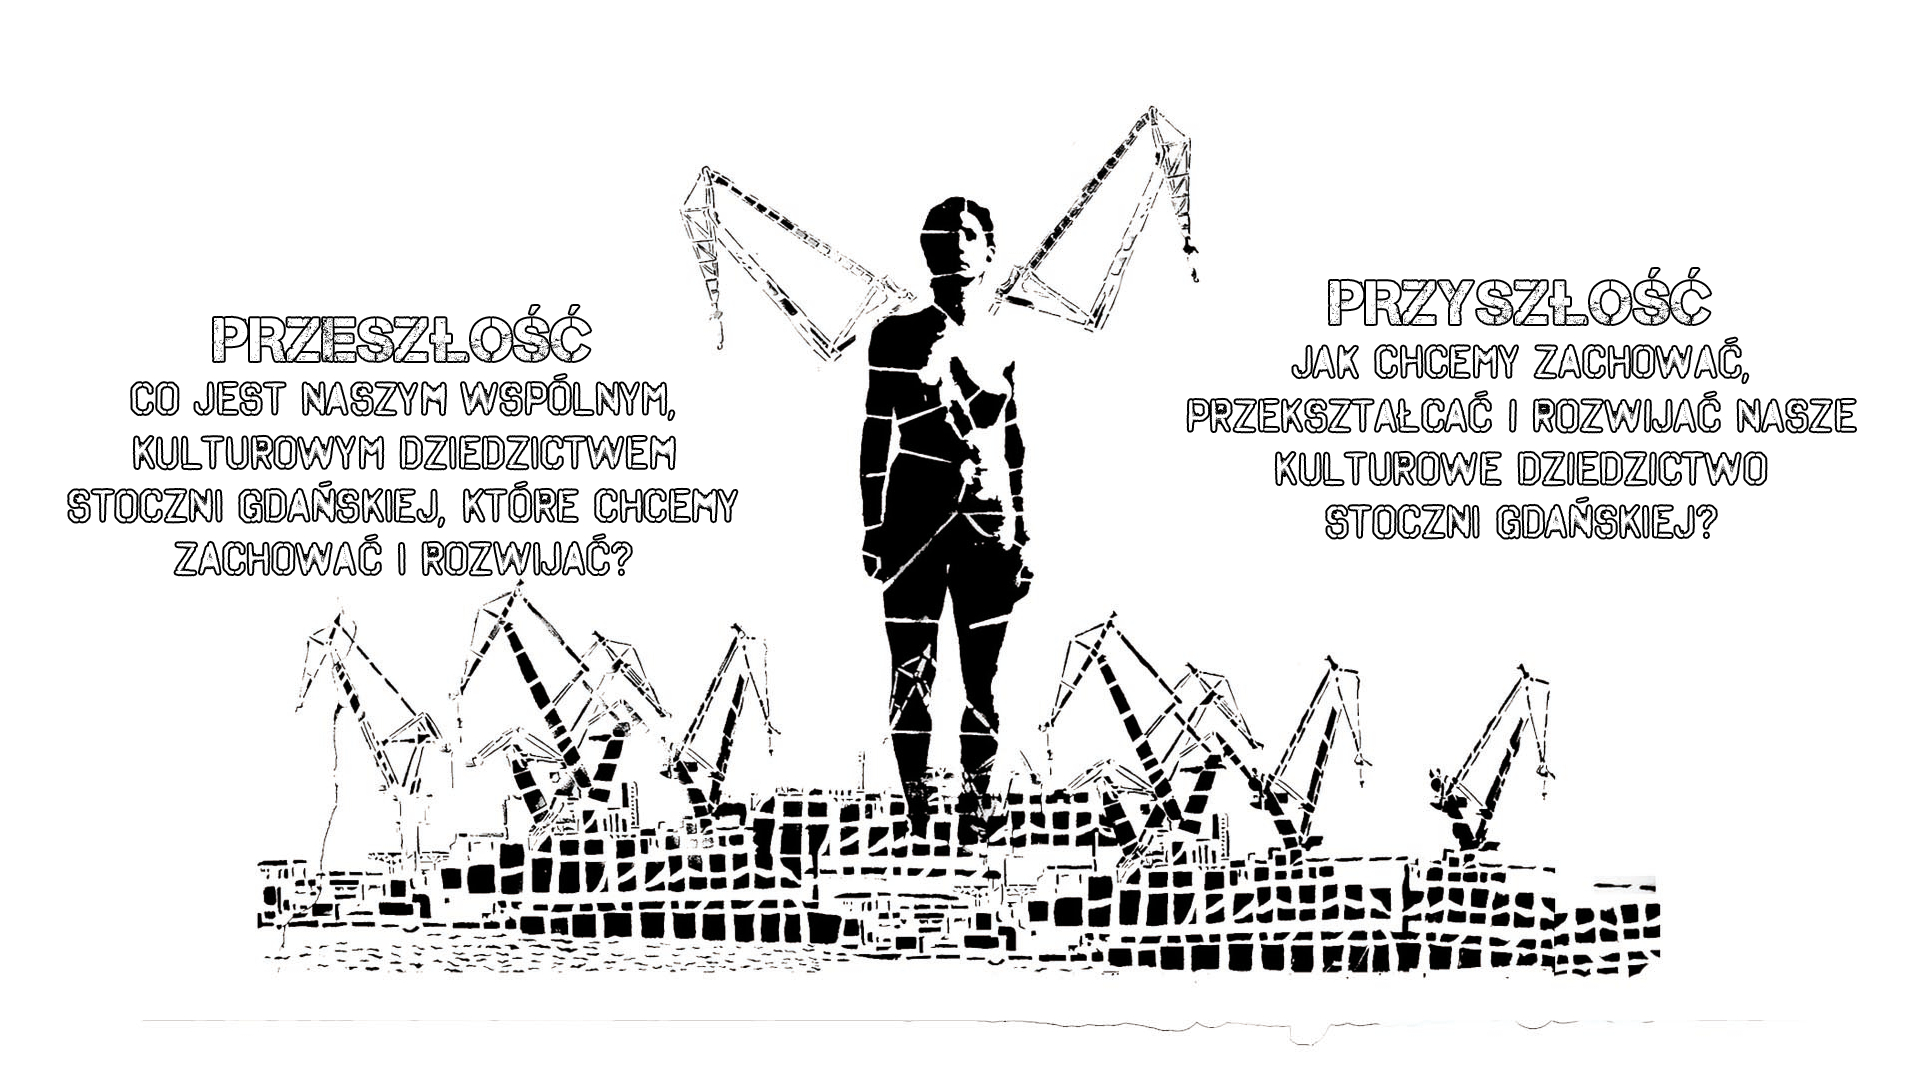 PRZESZŁOŚĆ
CO JEST NASZYM WSPÓLNYM,
KULTUROWYM DZIEDZICTWEM
STOCZNI GDAŃSKIEJ, KTÓRE CHCEMY
ZACHOWAĆ I ROZWIJAĆ?
PRZYSZŁOŚĆ
JAK CHCEMY ZACHOWAĆ,
PRZEKSZTAŁCAĆ I ROZWIJAĆ NASZE
KULTUROWE DZIEDZICTWO
STOCZNI GDAŃSKIEJ?